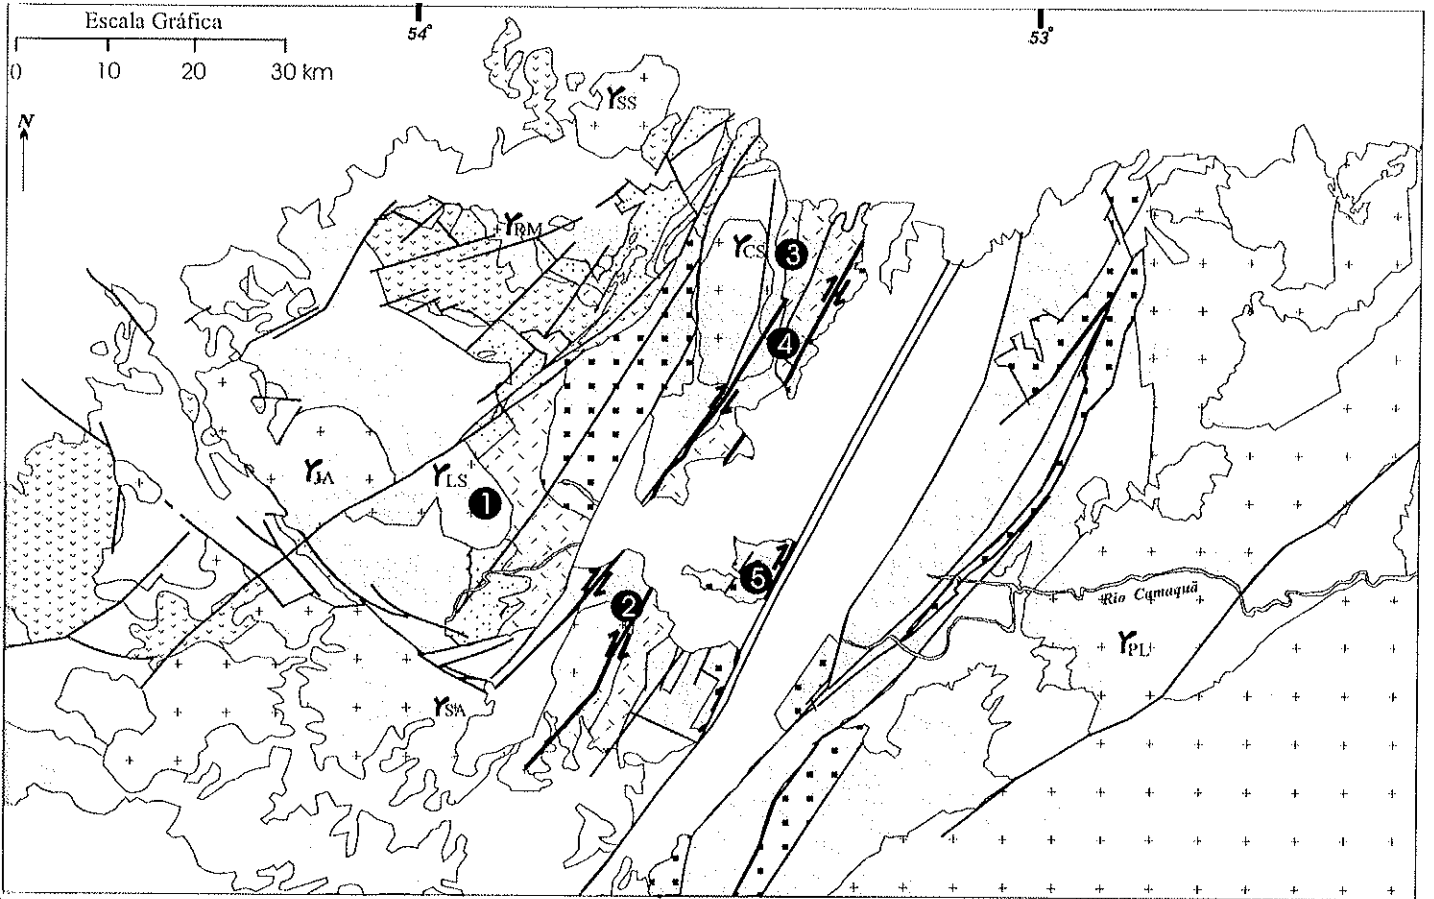 Escala Gráfica
0 10 20 30 km
54°
53°
N
γSS
γRM
γCS
3
4
γJA
γLS
1
5
2
Rio Camaquã
γPL
γSA